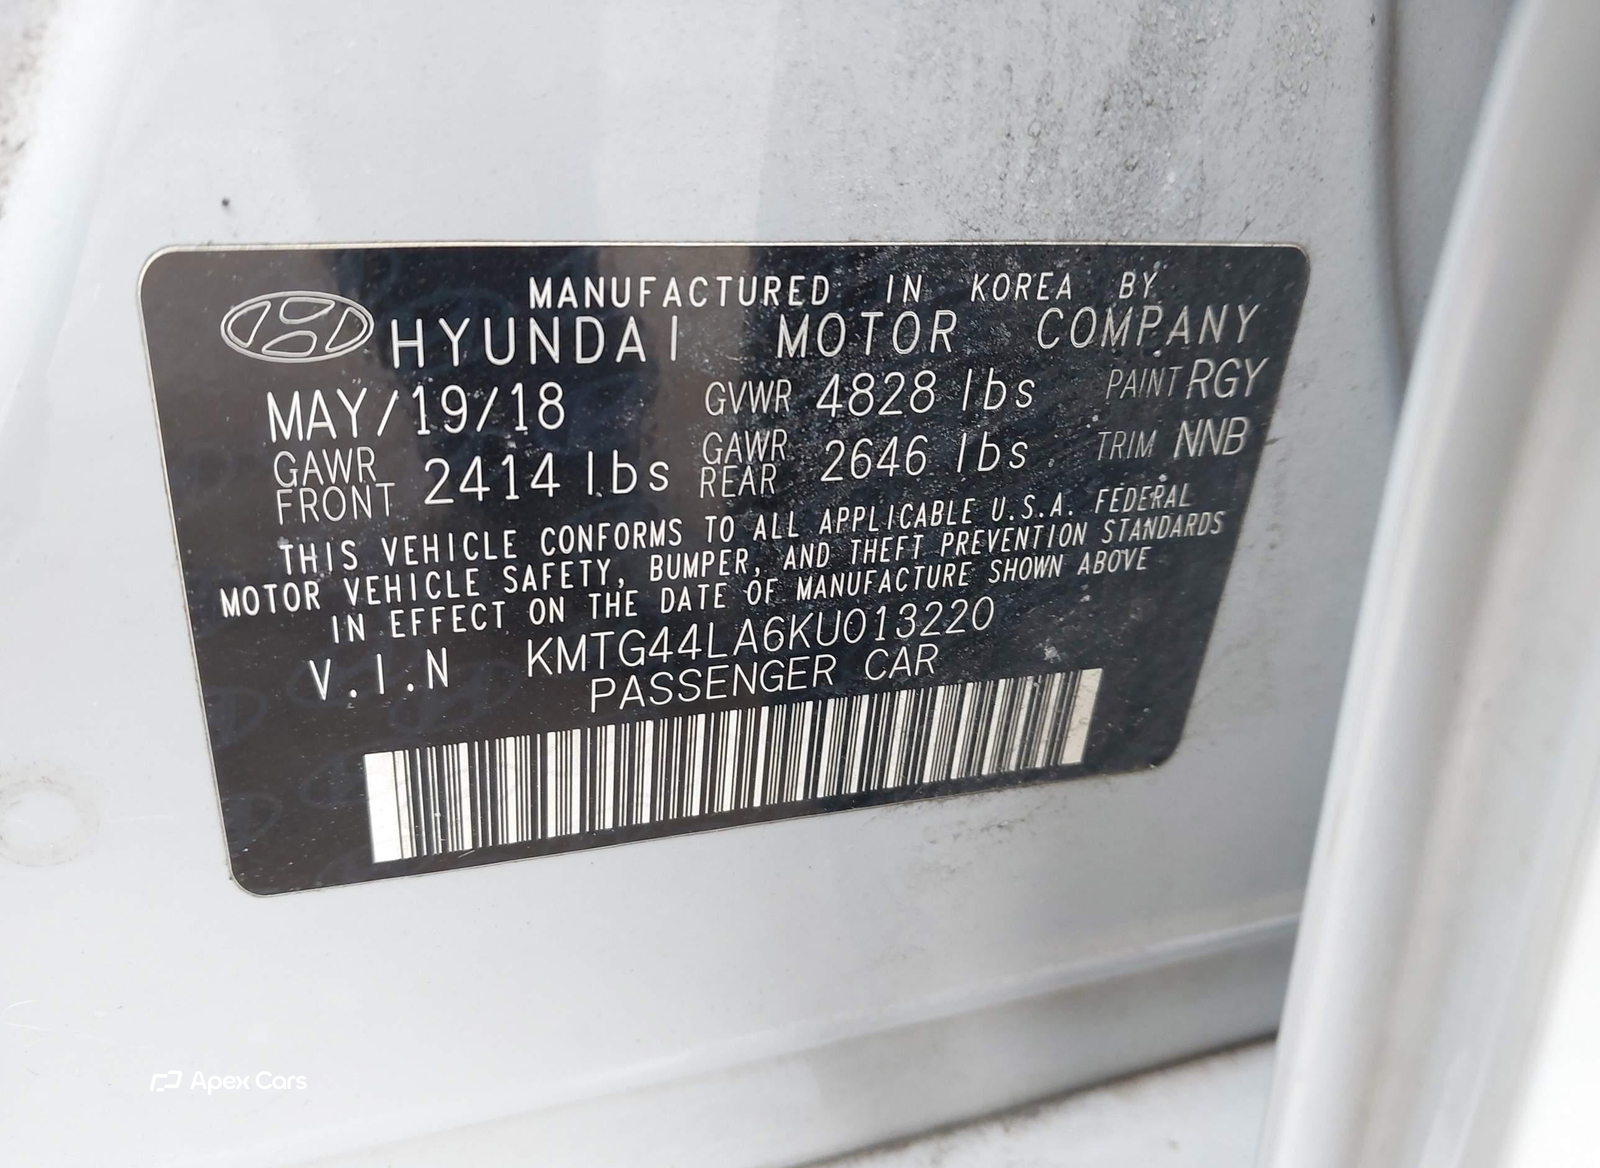 MANUFACTURED IN KOREA BY
HYUNDAI MOTOR COMPANY
MAY/19/18 GVWR 4828 lbs PAINT RGY
GAWR FRONT 2414 lbs GAWR REAR 2646 lbs TRIM NNB
THIS VEHICLE CONFORMS TO ALL APPLICABLE U.S.A. FEDERAL
MOTOR VEHICLE SAFETY, BUMPER, AND THEFT PREVENTION STANDARDS
IN EFFECT ON THE DATE OF MANUFACTURE SHOWN ABOVE
V.I.N KMTG44LA6KU013220
PASSENGER CAR
Apex Cars